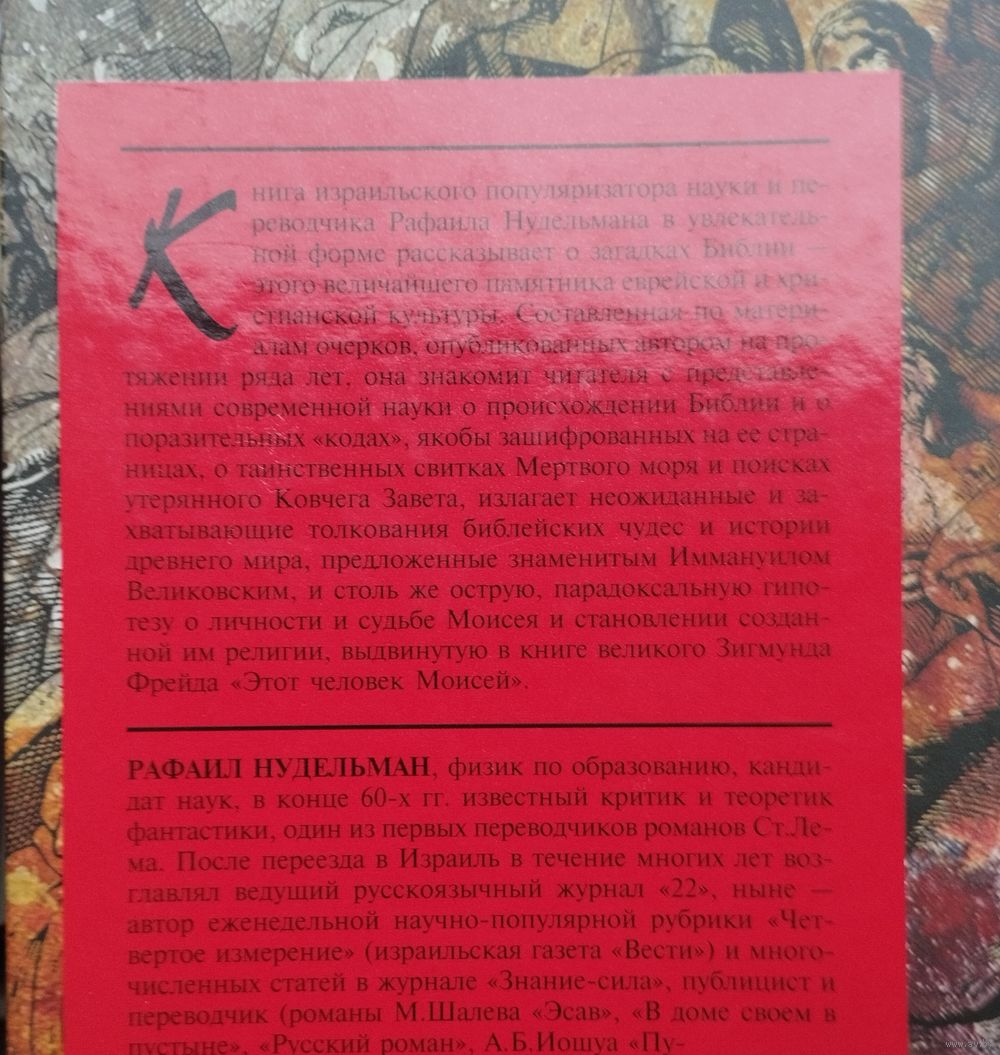 Книга израильского популяризатора науки и пе-
реводчика Рафаила Нудельмана в увлекатель-
ной форме рассказывает о загадках Библии —
этого величайшего памятника еврейской и хри-
стианской культуры. Составленная по матери-
алам очерков, опубликованных автором на про-
тяжении ряда лет, она знакомит читателя с представле-
ниями современной науки о происхождении Библии и о
поразительных «кодах», якобы зашифрованных на ее стра-
ницах, о таинственных свитках Мертвого моря и поисках
утерянного Ковчега Завета, излагает неожиданные и за-
хватывающие толкования библейских чудес и истории
древнего мира, предложенные знаменитым Иммануилом
Великовским, и столь же острую, парадоксальную гипо-
тезу о личности и судьбе Моисея и становлении создан-
ной им религии, выдвинутую в книге великого Зигмунда
Фрейда «Этот человек Моисей».
РАФАИЛ НУДЕЛЬМАН, физик по образованию, канди-
дат наук, в конце 60-х гг. известный критик и теоретик
фантастики, один из первых переводчиков романов Ст.Ле-
ма. После переезда в Израиль в течение многих лет воз-
главлял ведущий русскоязычный журнал «22», ныне —
автор еженедельной научно-популярной рубрики «Чет-
вертое измерение» (израильская газета «Вести») и много-
численных статей в журнале «Знание-сила», публицист и
переводчик (романы М.Шалева «Эсав», «В доме своем в
пустыне», «Русский роман», А.Б.Иошуа «Пу-